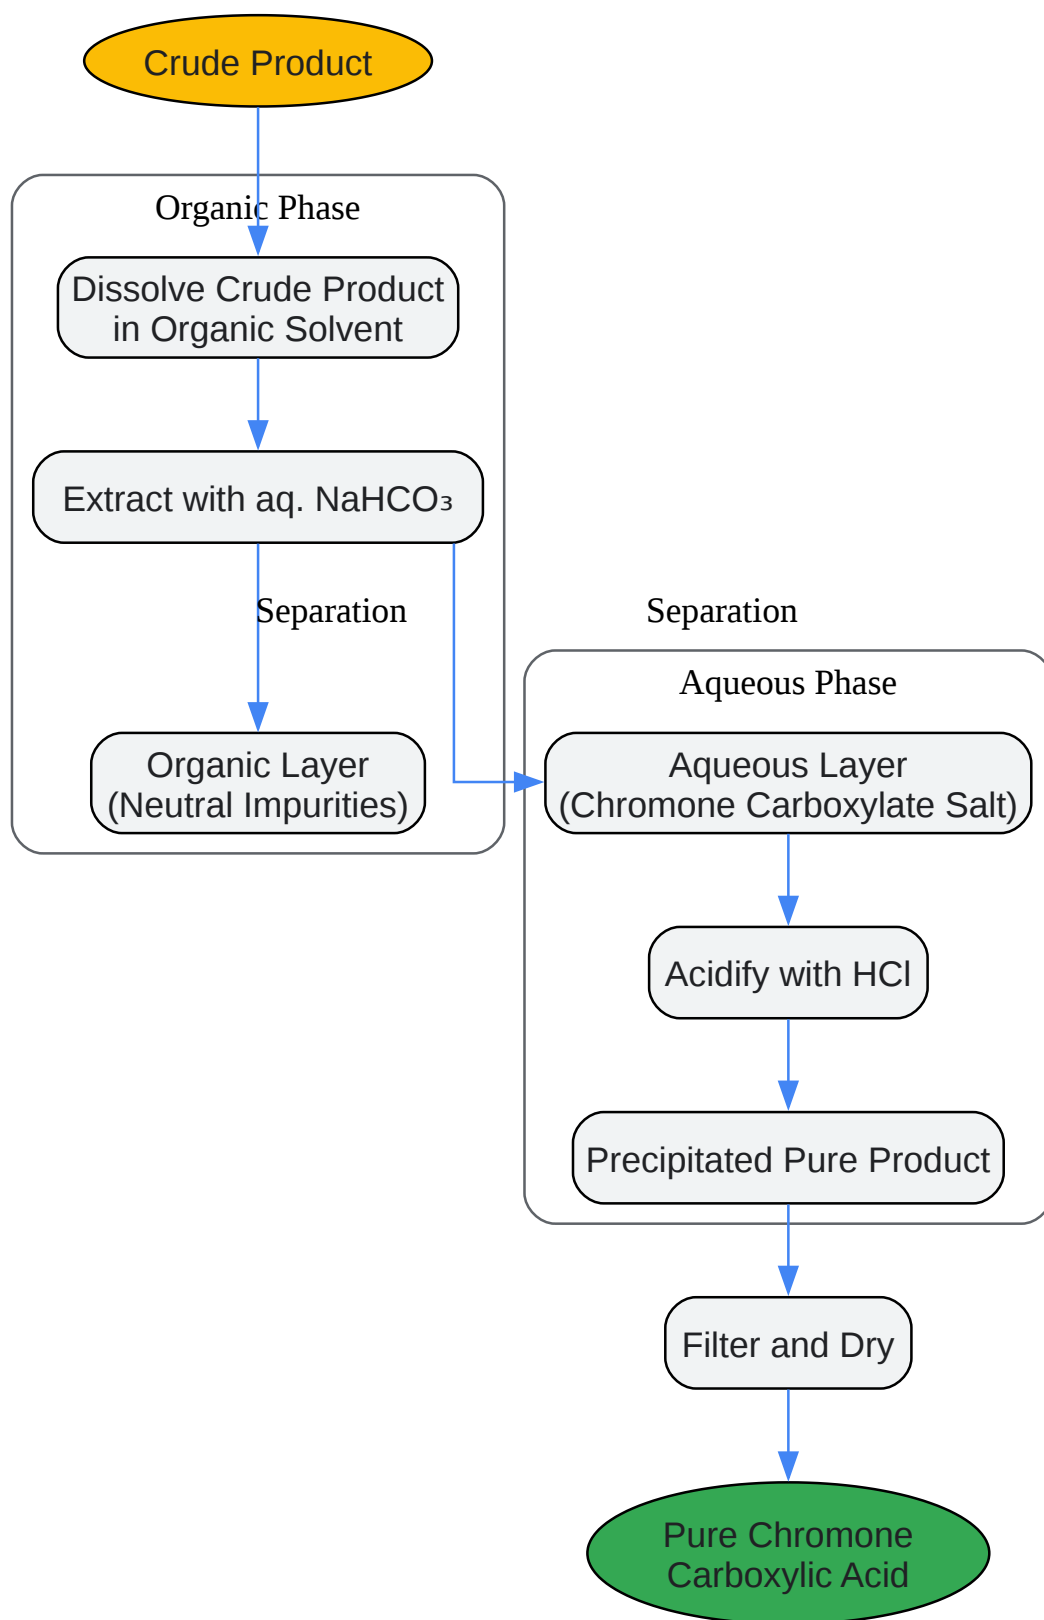 Crude Product
Organic Phase
Dissolve Crude Product
in Organic Solvent
Extract with aq. NaHCO₃
Separation
Separation
Aqueous Phase
Organic Layer
(Neutral Impurities)
Aqueous Layer
(Chromone Carboxylate Salt)
Acidify with HCl
Precipitated Pure Product
Filter and Dry
Pure Chromone
Carboxylic Acid